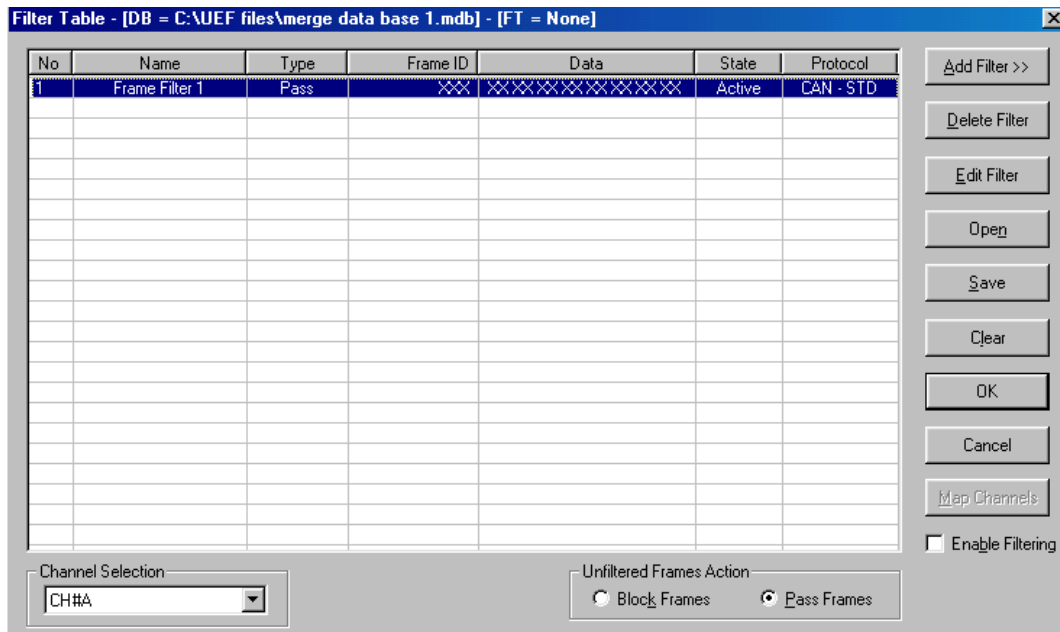 Filter Table - [DB = C:\UEF files\merge data base 1.mdb] - [FT = None]
No Name Type Frame ID Data State Protocol
1 Frame Filter 1 Pass XXX XX XX XX XX XX XX XX XX Active CAN - STD
Add Filter >>
Delete Filter
Edit Filter
Open
Save
Clear
OK
Cancel
Map Channels
Enable Filtering
Channel Selection
CH#A
Unfiltered Frames Action
Block Frames Pass Frames